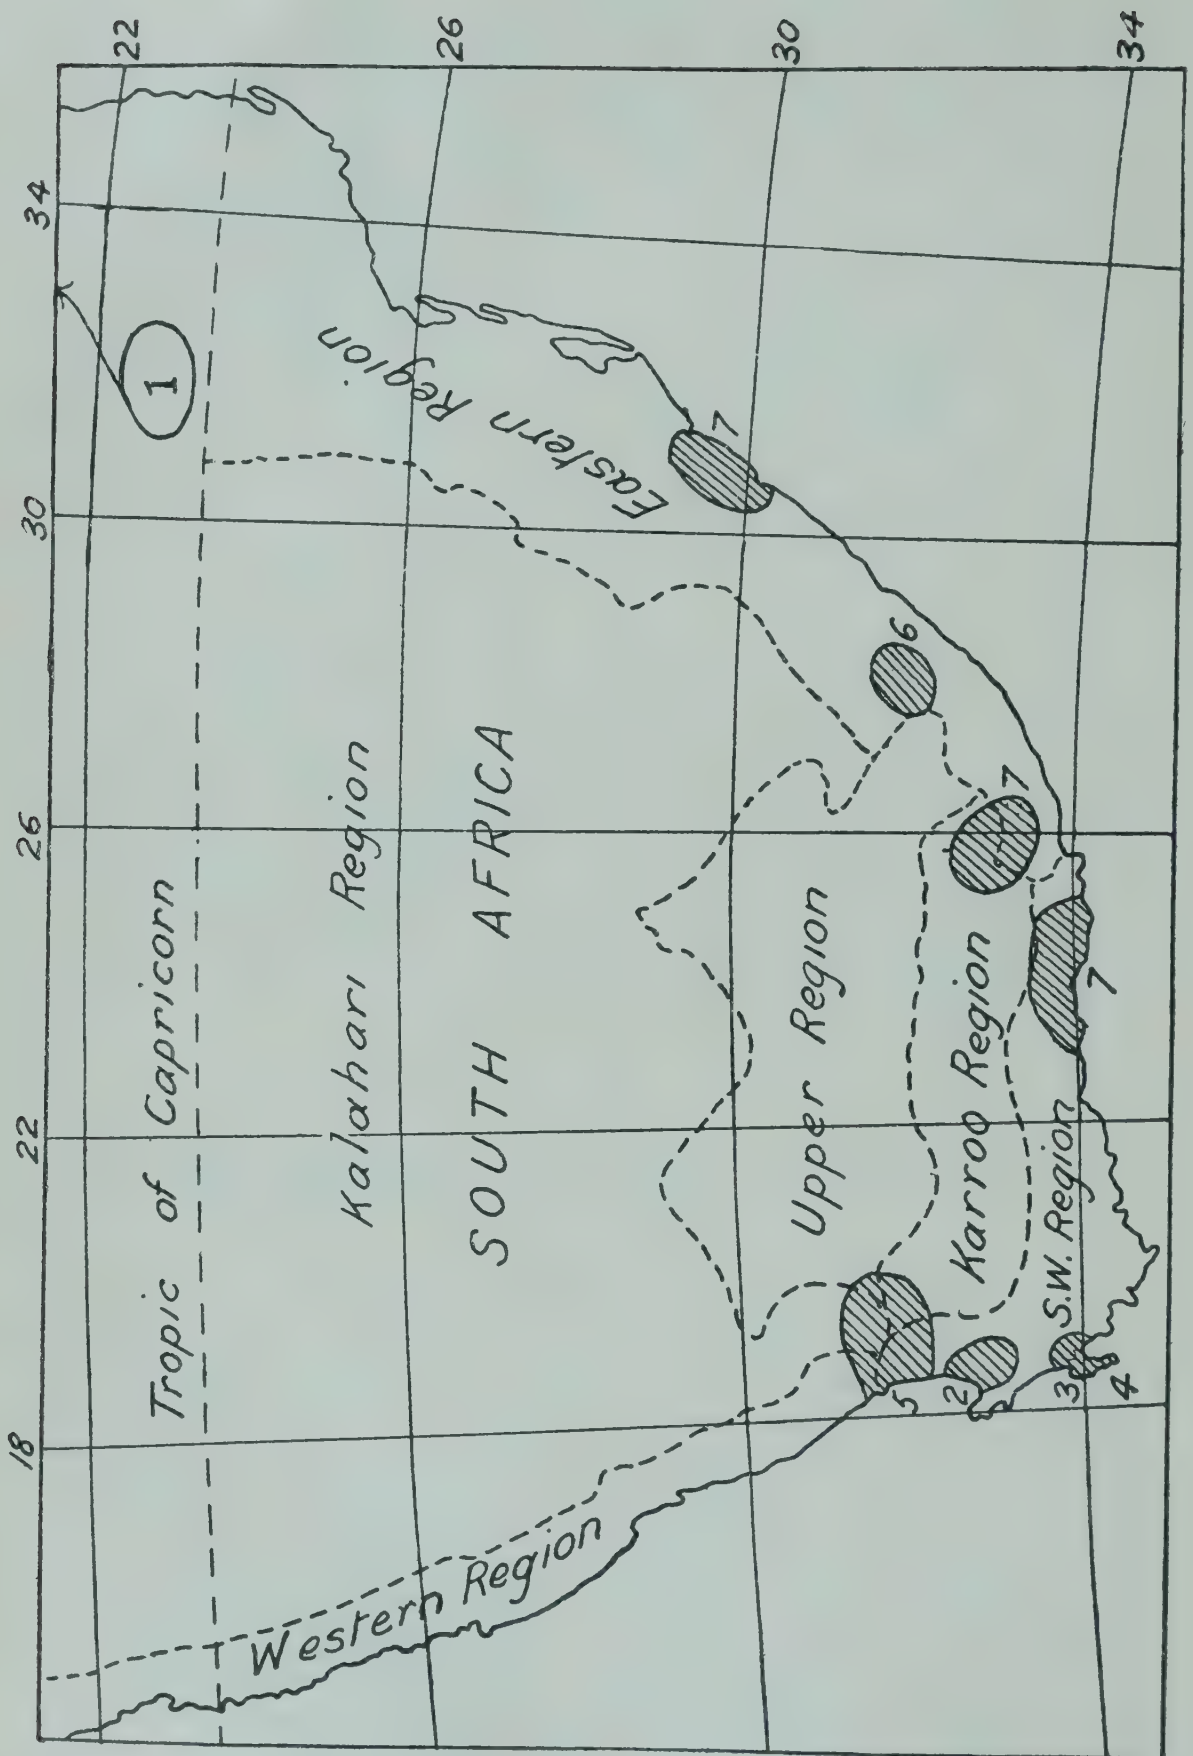 18
22
26
30
34
22
26
30
34
1
Tropic of Capricorn
Kalahari Region
SOUTH AFRICA
Eastern Region
Western Region
Upper Region
Karroo Region
S.W. Region
7
6
7
7
5
2
3
4